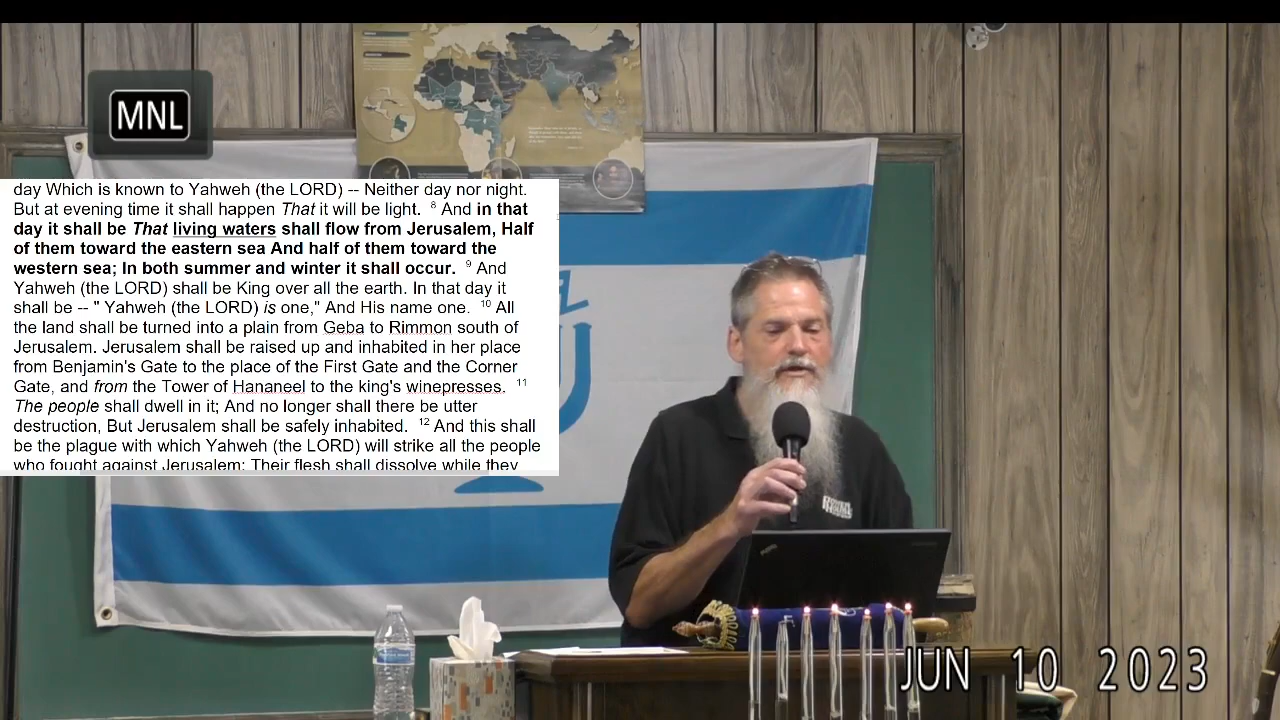 MNL
day Which is known to Yahweh (the LORD) -- Neither day nor night.
But at evening time it shall happen That it will be light. 8 And in that
day it shall be That living waters shall flow from Jerusalem, Half
of them toward the eastern sea And half of them toward the
western sea; In both summer and winter it shall occur. 9 And
Yahweh (the LORD) shall be King over all the earth. In that day it
shall be -- " Yahweh (the LORD) is one," And His name one. 10 All
the land shall be turned into a plain from Geba to Rimmon south of
Jerusalem. Jerusalem shall be raised up and inhabited in her place
from Benjamin's Gate to the place of the First Gate and the Corner
Gate, and from the Tower of Hananeel to the king's winepresses. 11
The people shall dwell in it; And no longer shall there be utter
destruction, But Jerusalem shall be safely inhabited. 12 And this shall
be the plague with which Yahweh (the LORD) will strike all the people
who fought against Jerusalem: Their flesh shall dissolve while they
POWER
HOUSE
JUN 10 2023